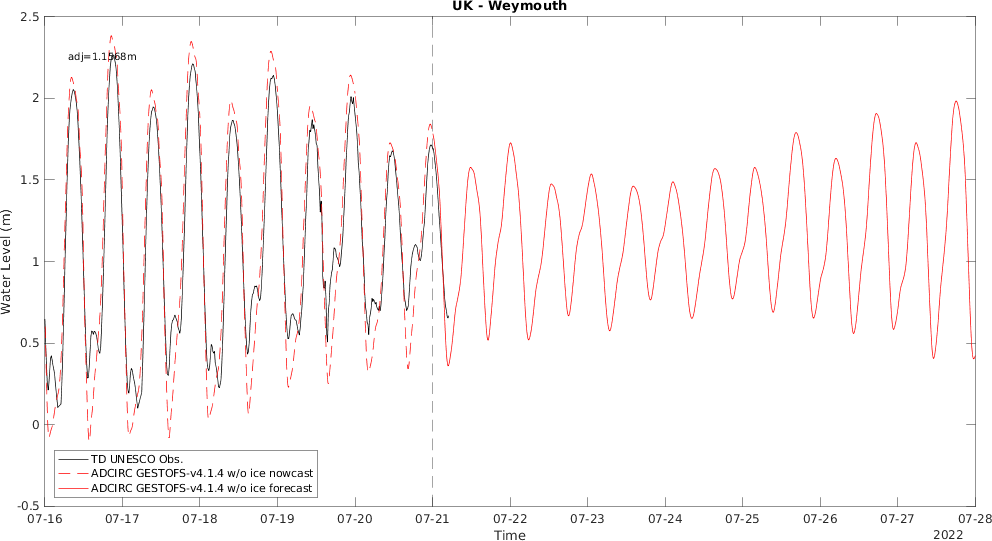 UK - Weymouth
2.5
2
1.5
1
0.5
0
-0.5
Water Level (m)
adj=1.1968m
TD UNESCO Obs.
ADCIRC GESTOFS-v4.1.4 w/o ice nowcast
ADCIRC GESTOFS-v4.1.4 w/o ice forecast
07-16 07-17 07-18 07-19 07-20 07-21 07-22 07-23 07-24 07-25 07-26 07-27 07-28
Time
2022